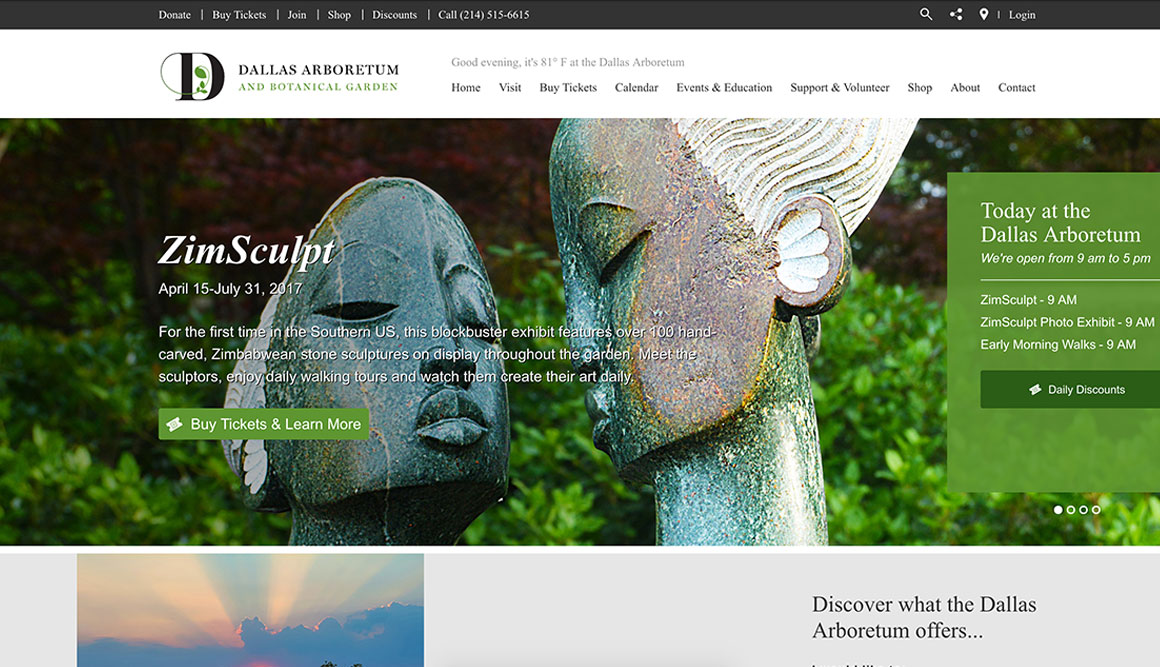 Donate | Buy Tickets | Join | Shop | Discounts | Call (214) 515-6615
| Login
DALLAS ARBORETUM
AND BOTANICAL GARDEN
Good evening, it's 81° F at the Dallas Arboretum
Home Visit Buy Tickets Calendar Events & Education Support & Volunteer Shop About Contact
ZimSculpt
April 15-July 31, 2017
For the first time in the Southern US, this blockbuster exhibit features over 100 hand-
carved, Zimbabwean stone sculptures on display throughout the garden. Meet the
sculptors, enjoy daily walking tours and watch them create their art daily.
Buy Tickets & Learn More
Today at the
Dallas Arboretum
We're open from 9 am to 5 pm
ZimSculpt - 9 AM
ZimSculpt Photo Exhibit - 9 AM
Early Morning Walks - 9 AM
Daily Discounts
Discover what the Dallas
Arboretum offers...